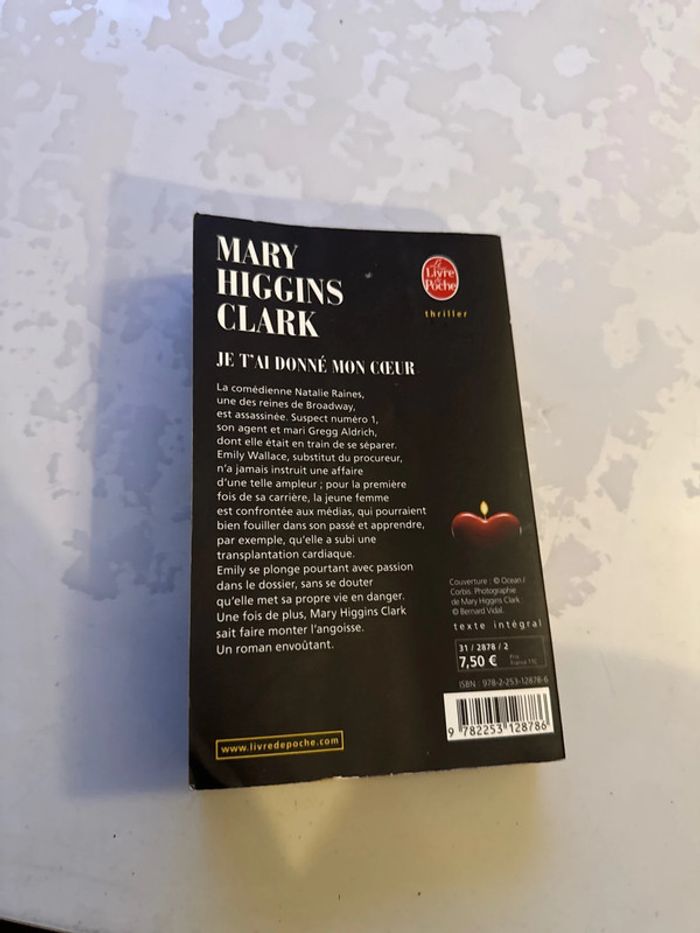 MARY
HIGGINS
CLARK
Le
Livre
de
Poche
thriller
JE T'AI DONNÉ MON CŒUR
La comédienne Natalie Raines,
une des reines de Broadway,
est assassinée. Suspect numéro 1,
son agent et mari Gregg Aldrich,
dont elle était en train de se séparer.
Emily Wallace, substitut du procureur,
n'a jamais instruit une affaire
d'une telle ampleur ; pour la première
fois de sa carrière, la jeune femme
est confrontée aux médias, qui pourraient
bien fouiller dans son passé et apprendre,
par exemple, qu'elle a subi une
transplantation cardiaque.
Emily se plonge pourtant avec passion
dans le dossier, sans se douter
qu'elle met sa propre vie en danger.
Une fois de plus, Mary Higgins Clark
sait faire monter l'angoisse.
Un roman envoûtant.
Couverture : © Ocean /
Corbis. Photographie
de Mary Higgins Clark :
© Bernard Vidal.
texte intégral
31 / 2878 / 2
7,50 €
Prix
France TTC
ISBN : 978-2-253-12878-6
9 782253 128786
www.livredepoche.com